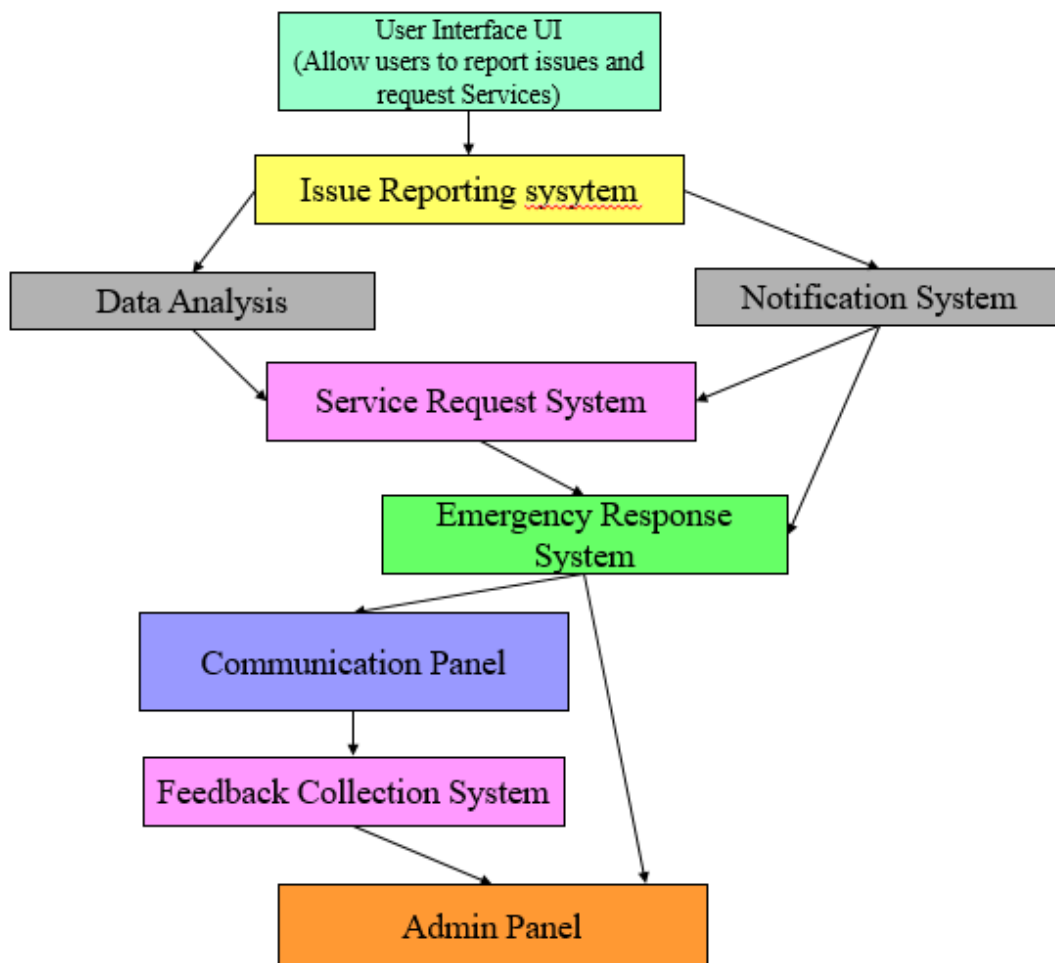 User Interface UI
(Allow users to report issues and
request Services)
Issue Reporting sysytem
Data Analysis
Notification System
Service Request System
Emergency Response
System
Communication Panel
Feedback Collection System
Admin Panel